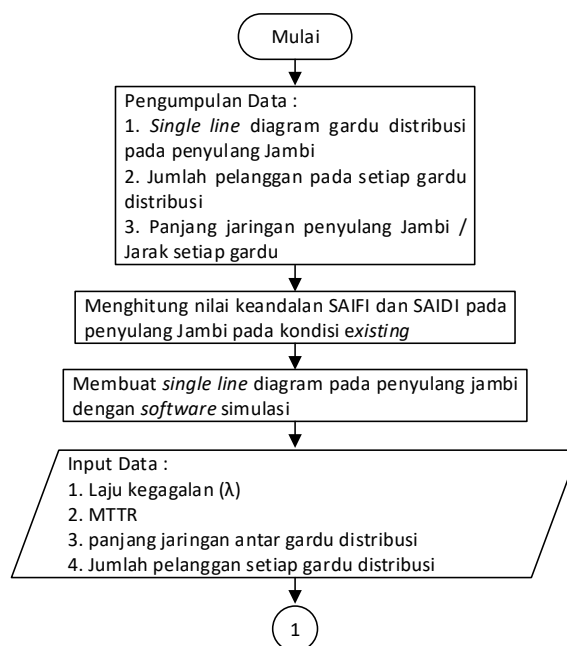 Mulai
Pengumpulan Data :
1. Single line diagram gardu distribusi
pada penyulang Jambi
2. Jumlah pelanggan pada setiap gardu
distribusi
3. Panjang jaringan penyulang Jambi /
Jarak setiap gardu
Menghitung nilai keandalan SAIFI dan SAIDI pada
penyulang Jambi pada kondisi existing
Membuat single line diagram pada penyulang jambi
dengan software simulasi
Input Data :
1. Laju kegagalan (λ)
2. MTTR
3. panjang jaringan antar gardu distribusi
4. Jumlah pelanggan setiap gardu distribusi
1